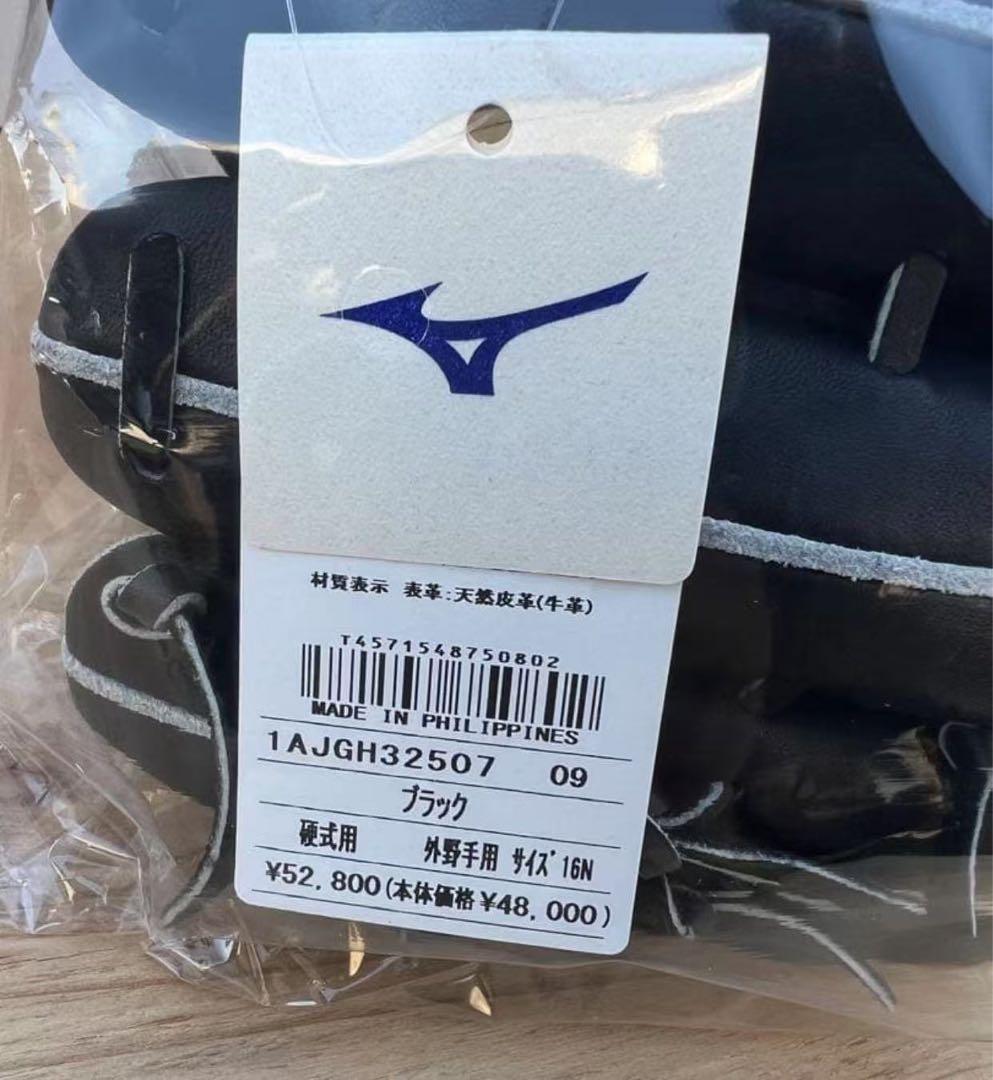 材質表示 表革:天然皮革(牛革)
T4571548750802
MADE IN PHILIPPINES
1AJGH32507 09
ブラック
硬式用 外野手用 サイズ 16N
¥52,800(本体価格¥48,000)